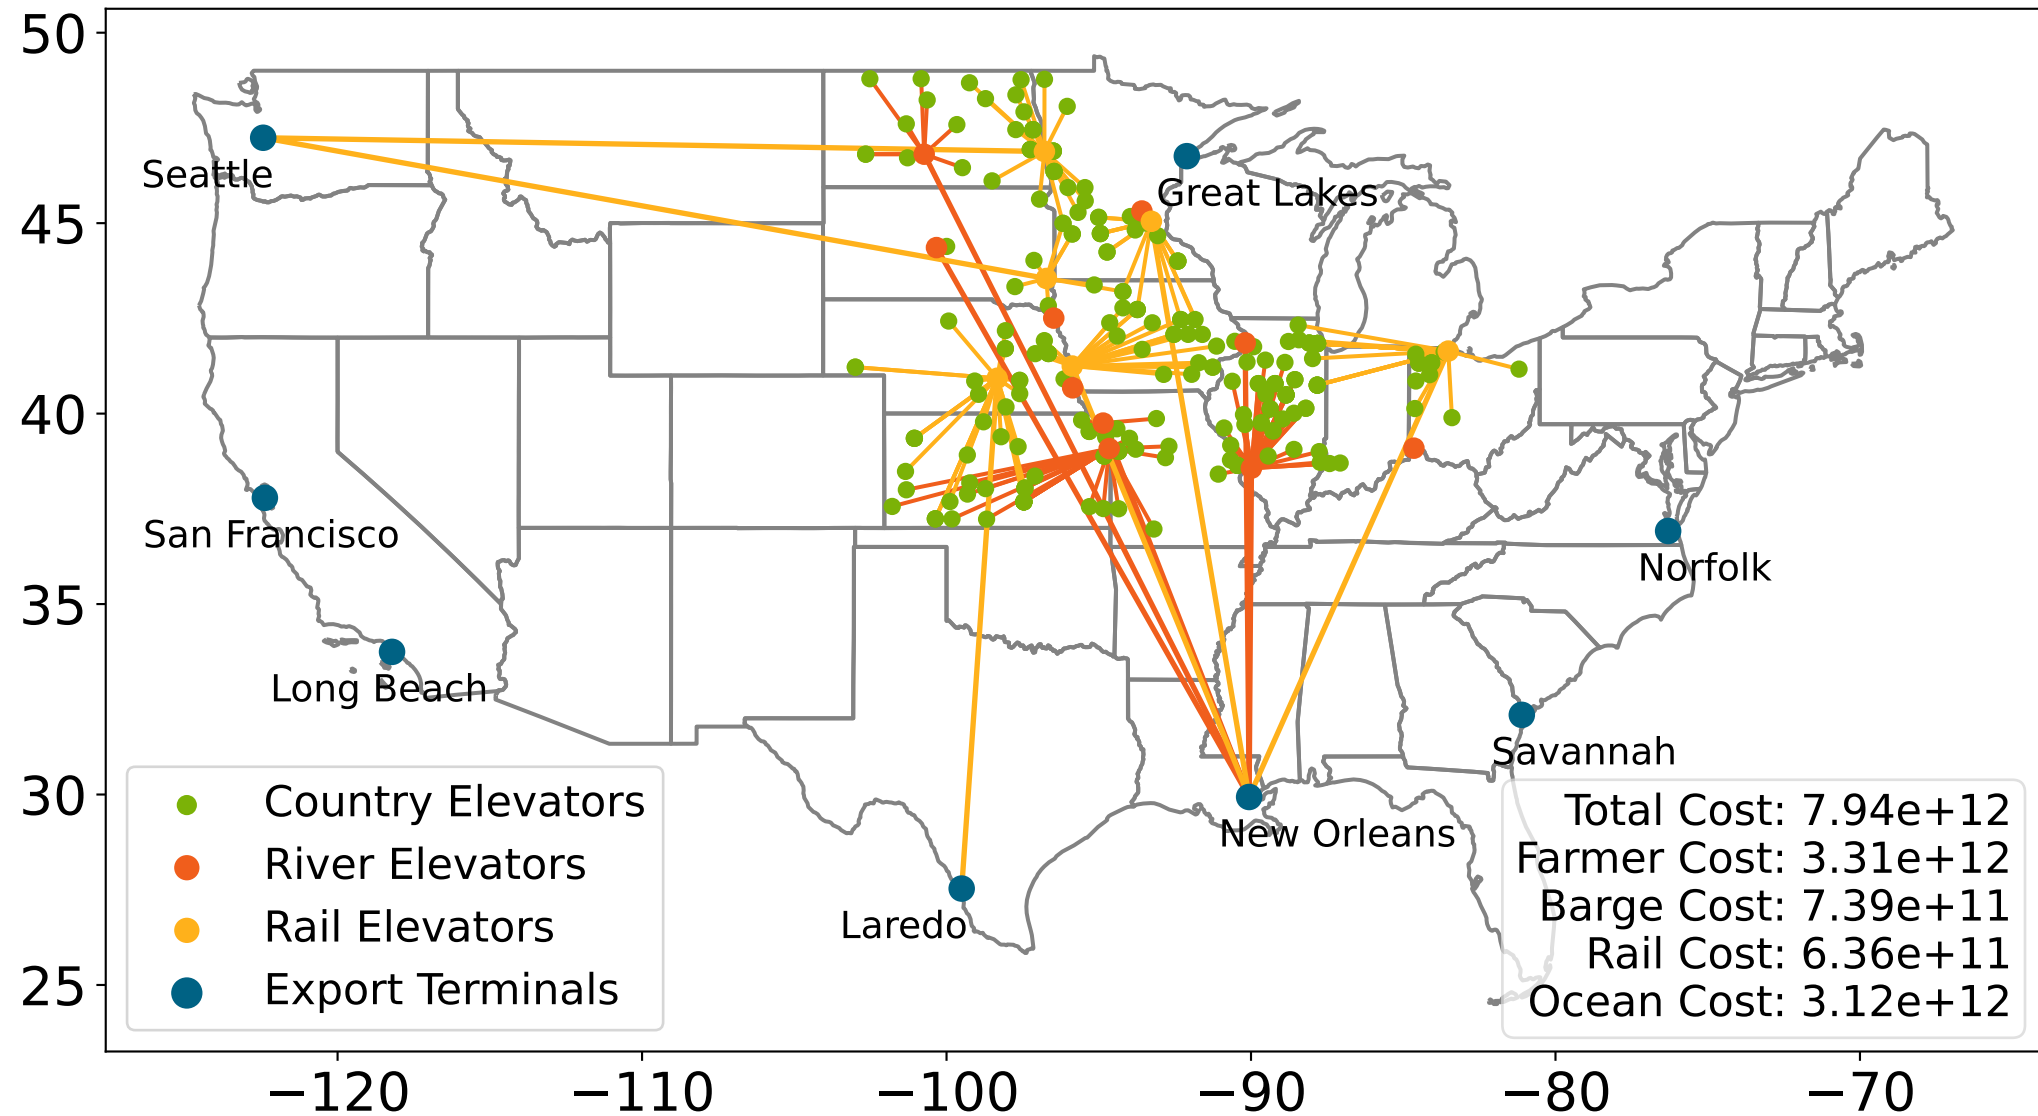 50
45
40
35
30
25
−120
−110
−100
−90
−80
−70
Seattle
Great Lakes
San Francisco
Norfolk
Long Beach
Savannah
New Orleans
Laredo
Country Elevators
River Elevators
Rail Elevators
Export Terminals
Total Cost: 7.94e+12
Farmer Cost: 3.31e+12
Barge Cost: 7.39e+11
Rail Cost: 6.36e+11
Ocean Cost: 3.12e+12